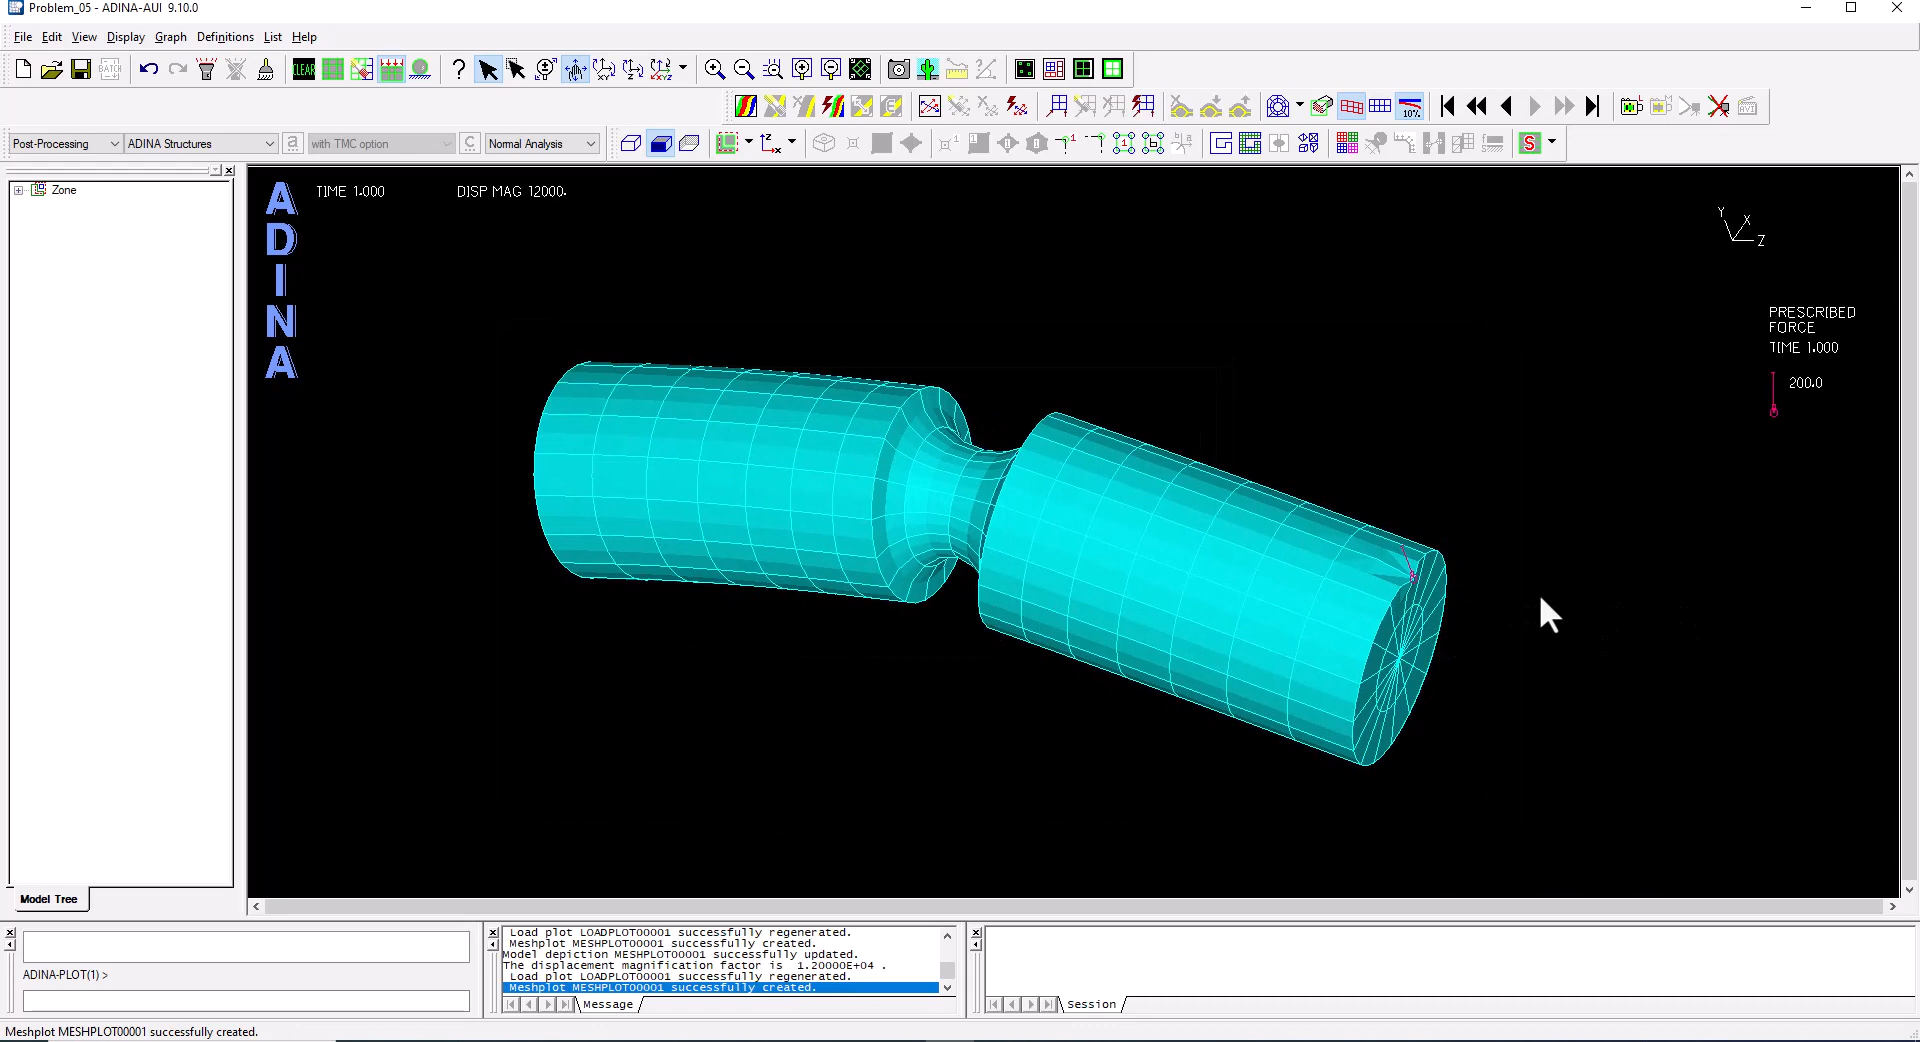 Problem_05 - ADINA-AUI 9.10.0
File Edit View Display Graph Definitions List Help
CLEAR
BATCH
10%
AVI
Post-Processing
ADINA Structures
a
with TMC option
C
Normal Analysis
S
Zone
A
D
I
N
A
TIME 1.000
DISP MAG 12000.
Y X
Z
PRESCRIBED
FORCE
TIME 1.000
200.0
Model Tree
ADINA-PLOT(1) >
Load plot LOADPLOT00001 successfully regenerated.
Meshplot MESHPLOT00001 successfully created.
Model depiction MESHPLOT00001 successfully updated.
The displacement magnification factor is 1.20000E+04 .
Load plot LOADPLOT00001 successfully regenerated.
Meshplot MESHPLOT00001 successfully created.
Message
Session
Meshplot MESHPLOT00001 successfully created.